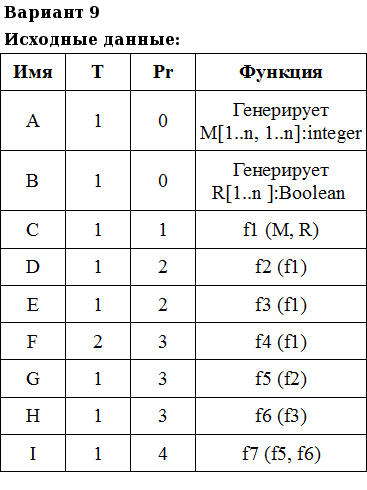 Вариант 9
Исходные данные:
Имя T Pr Функция
A 1 0 Генерирует
M[1..n, 1..n]:integer
B 1 0 Генерирует
R[1..n ]:Boolean
C 1 1 f1 (M, R)
D 1 2 f2 (f1)
E 1 2 f3 (f1)
F 2 3 f4 (f1)
G 1 3 f5 (f2)
H 1 3 f6 (f3)
I 1 4 f7 (f5, f6)